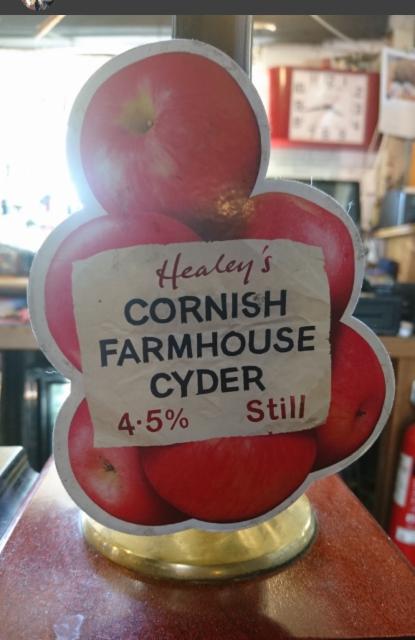 Healey's
CORNISH
FARMHOUSE
CYDER
4.5% Still